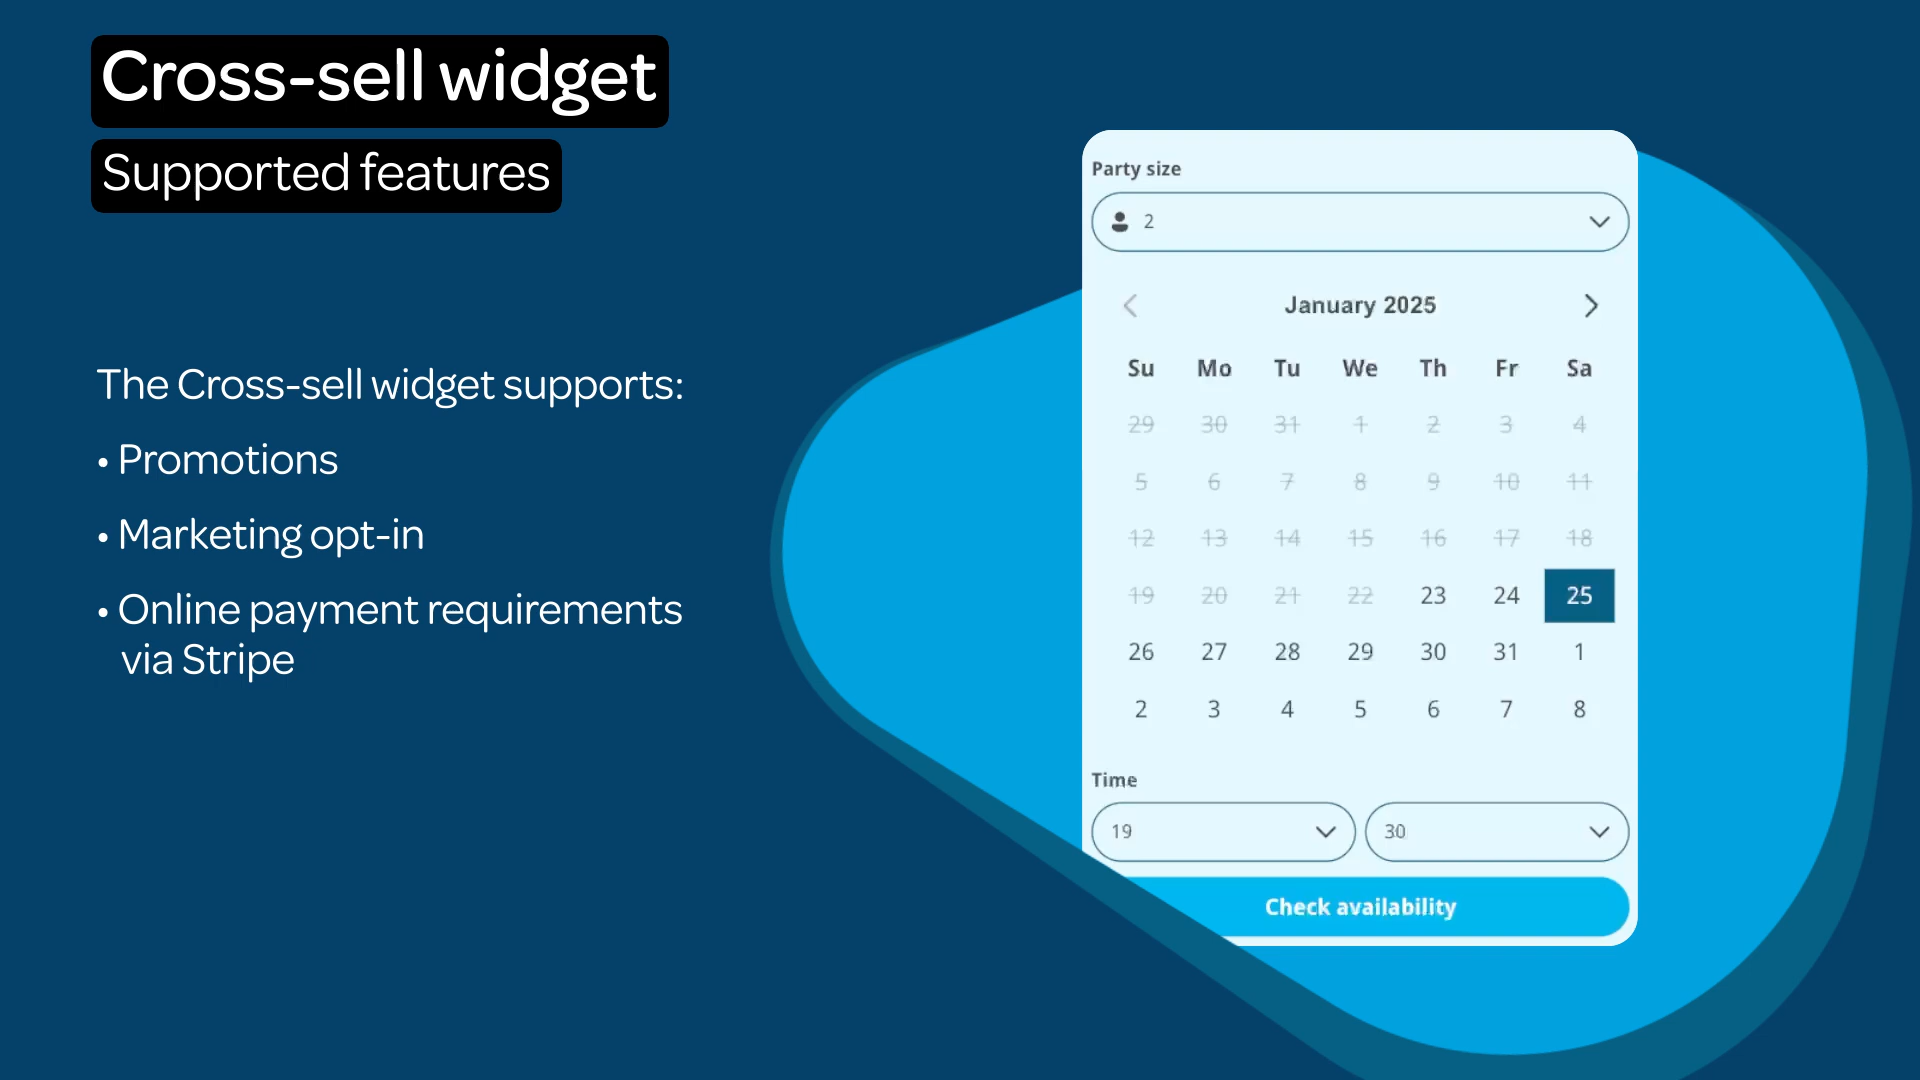 Cross-sell widget
Supported features
The Cross-sell widget supports:
• Promotions
• Marketing opt-in
• Online payment requirements
via Stripe
Party size
2
January 2025
Su Mo Tu We Th Fr Sa
29 30 31 1 2 3 4
5 6 7 8 9 10 11
12 13 14 15 16 17 18
19 20 21 22 23 24 25
26 27 28 29 30 31 1
2 3 4 5 6 7 8
Time
19 30
Check availability